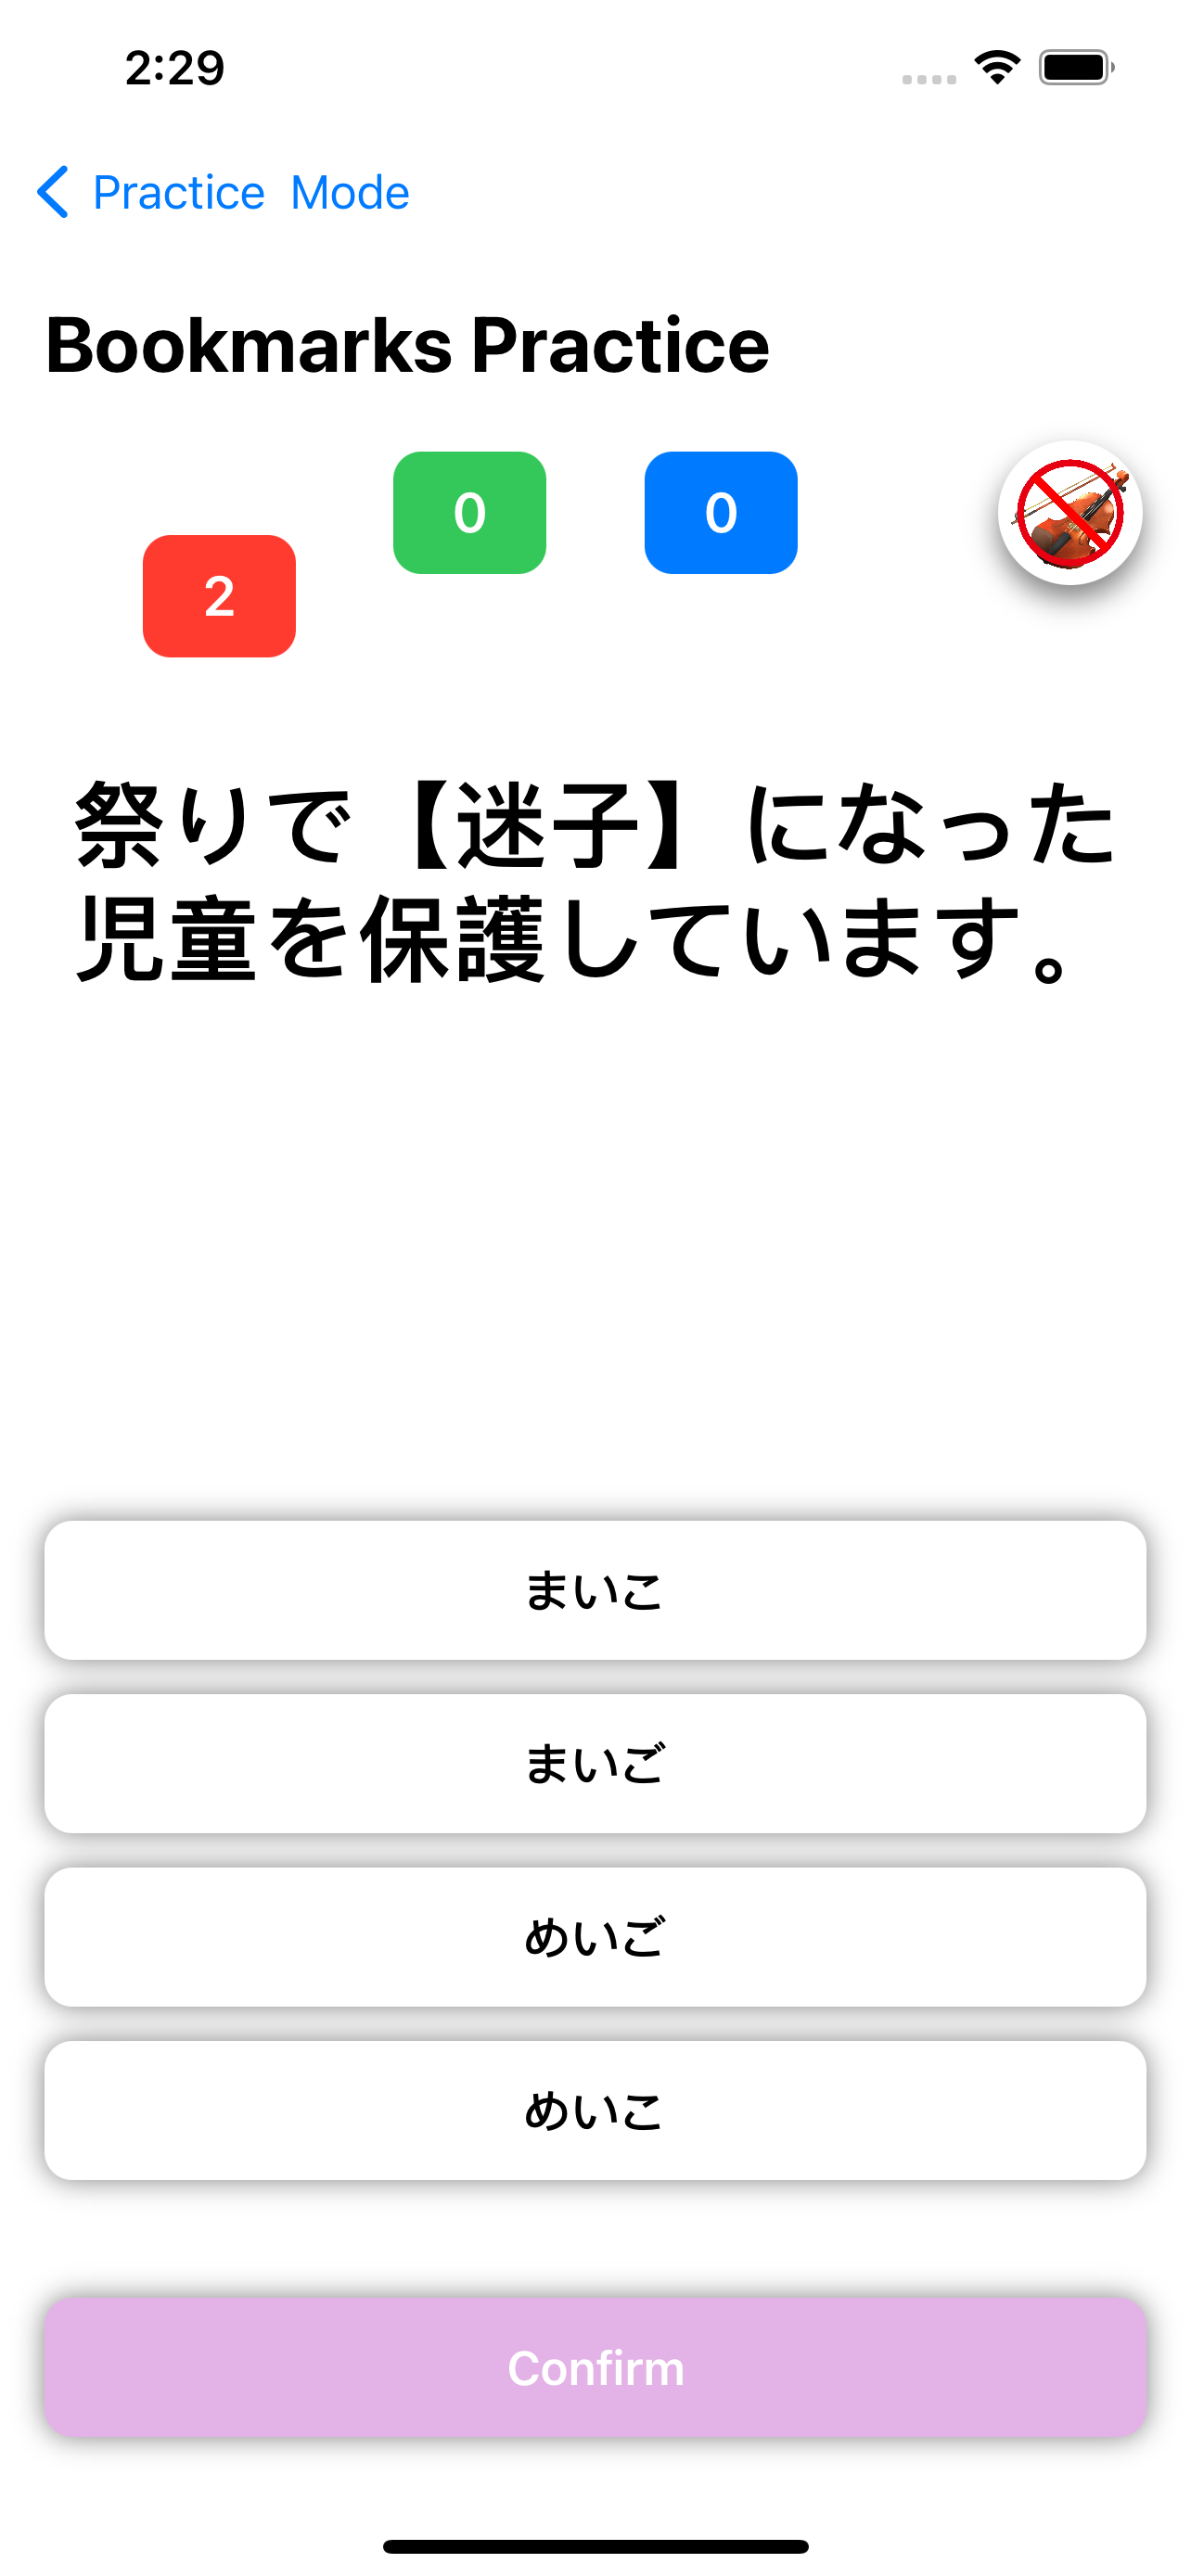 2:29
Practice Mode
Bookmarks Practice
2
0
0
祭りで【迷子】になった
児童を保護しています。
まいこ
まいご
めいご
めいこ
Confirm